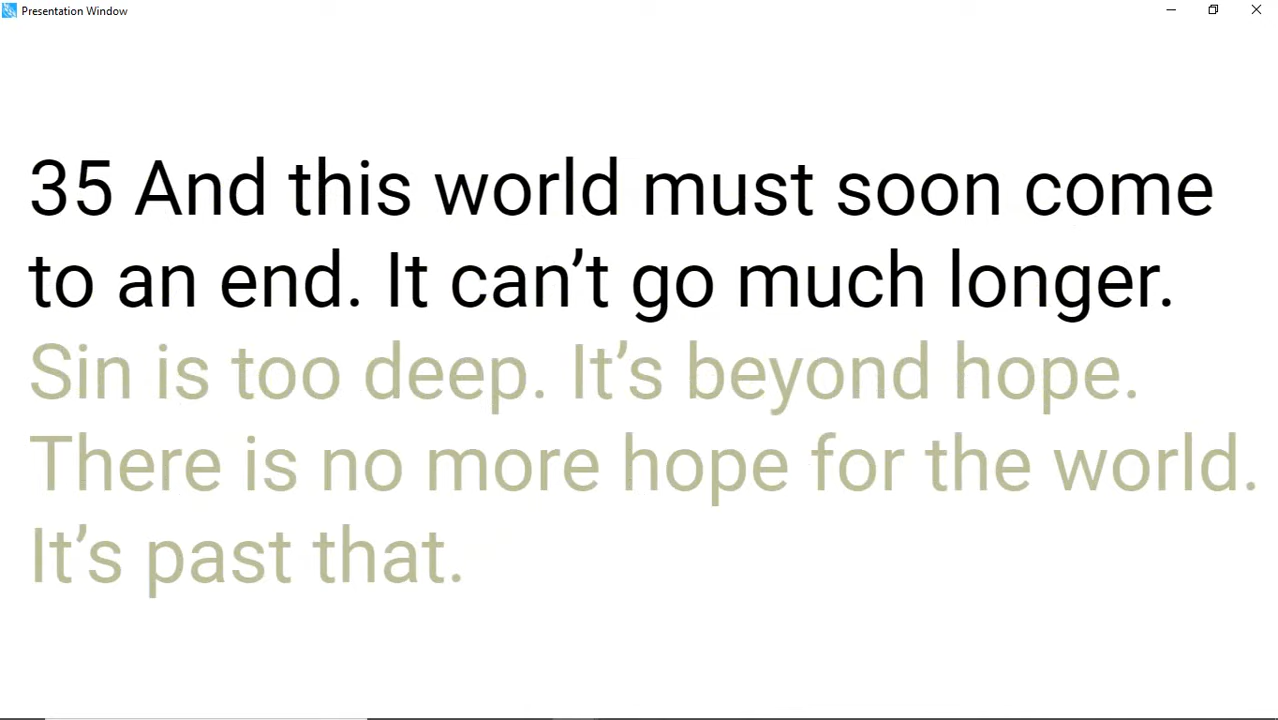 Presentation Window
35 And this world must soon come
to an end. It can’t go much longer.
Sin is too deep. It’s beyond hope.
There is no more hope for the world.
It’s past that.